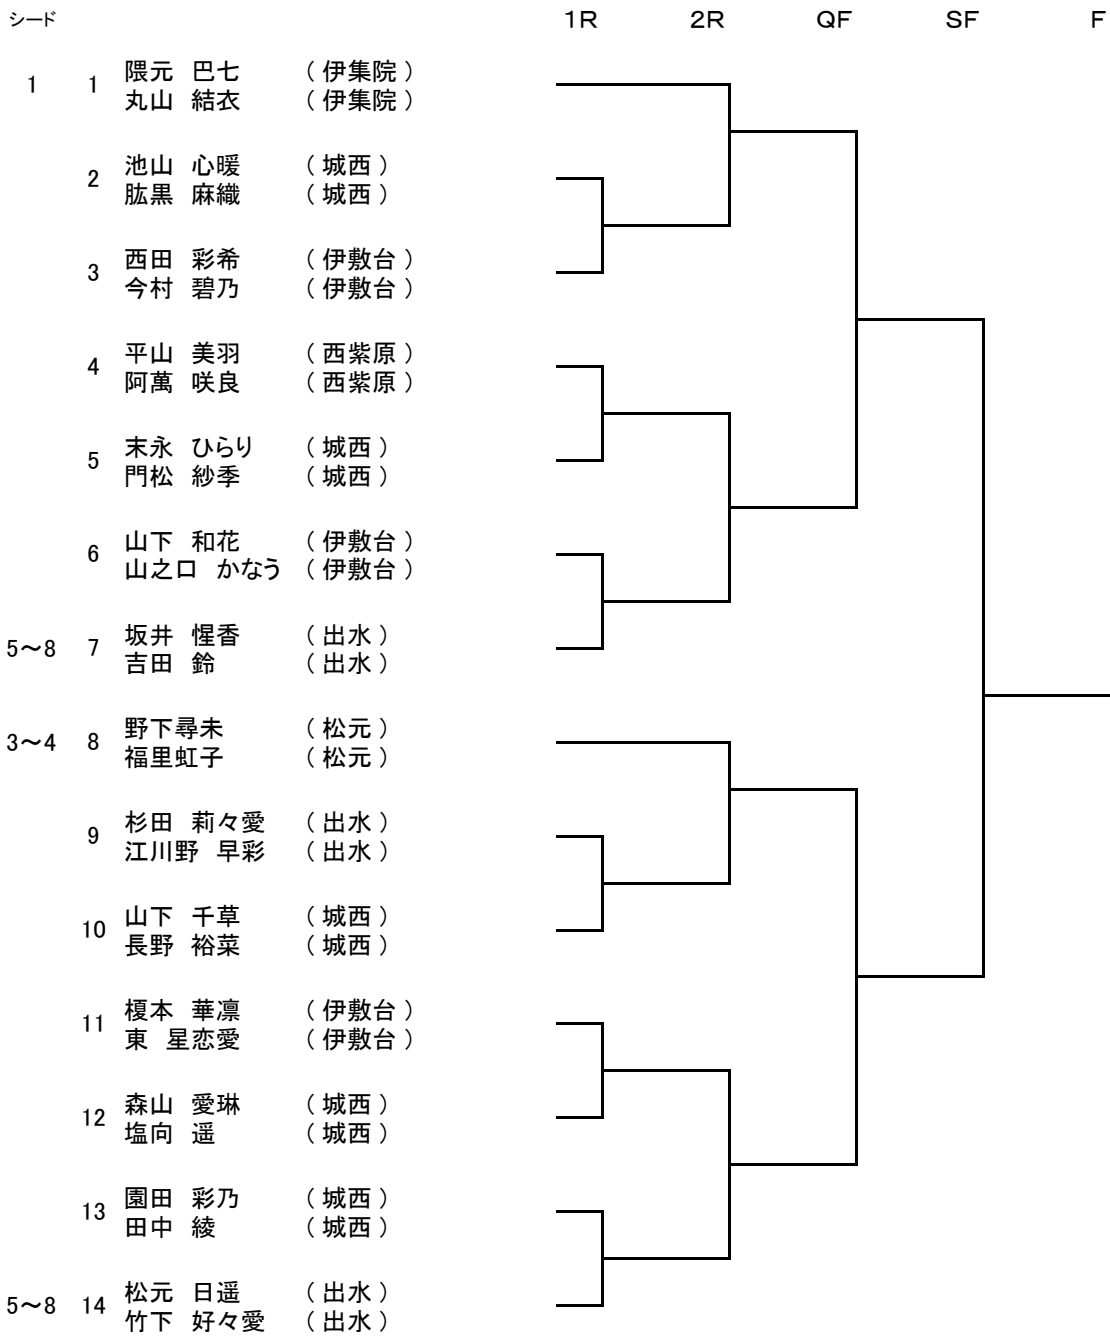 シード 1R 2R QF SF F
1 1 隈元 巴七 （ 伊集院 ）
丸山 結衣 （ 伊集院 ）
2 池山 心暖 （ 城西 ）
肱黒 麻織 （ 城西 ）
3 西田 彩希 （ 伊敷台 ）
今村 碧乃 （ 伊敷台 ）
4 平山 美羽 （ 西紫原 ）
阿萬 咲良 （ 西紫原 ）
5 末永 ひらり （ 城西 ）
門松 紗季 （ 城西 ）
6 山下 和花 （ 伊敷台 ）
山之口 かなう （ 伊敷台 ）
5～8 7 坂井 惺香 （ 出水 ）
吉田 鈴 （ 出水 ）
3～4 8 野下尋未 （ 松元 ）
福里虹子 （ 松元 ）
9 杉田 莉々愛 （ 出水 ）
江川野 早彩 （ 出水 ）
10 山下 千草 （ 城西 ）
長野 裕菜 （ 城西 ）
11 榎本 華凛 （ 伊敷台 ）
東 星恋愛 （ 伊敷台 ）
12 森山 愛琳 （ 城西 ）
塩向 遥 （ 城西 ）
13 園田 彩乃 （ 城西 ）
田中 綾 （ 城西 ）
5～8 14 松元 日遥 （ 出水 ）
竹下 好々愛 （ 出水 ）